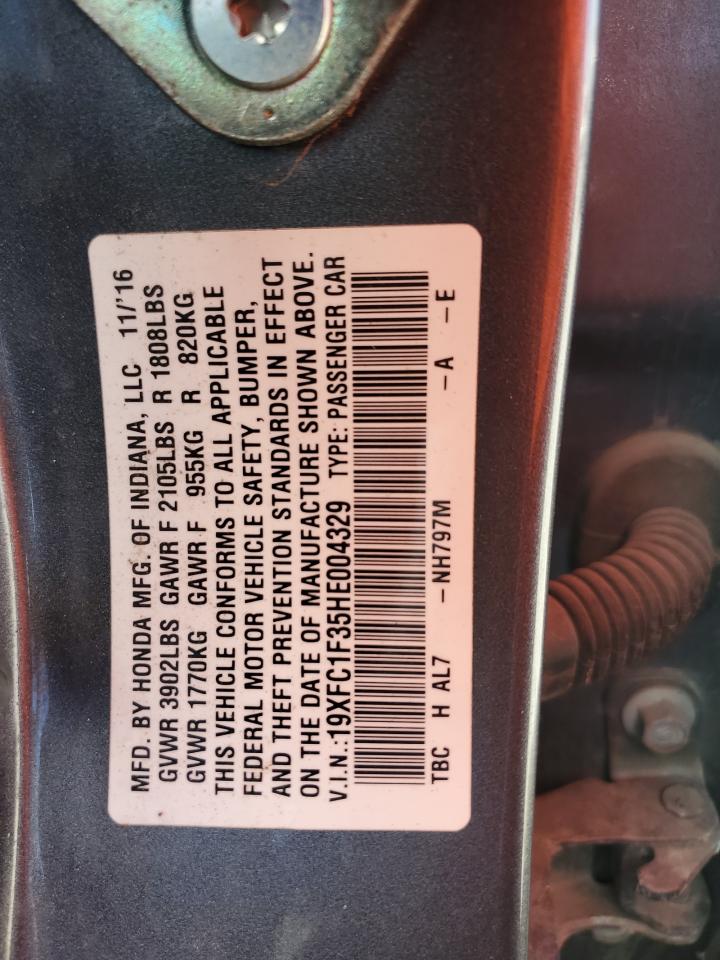 MFD. BY HONDA MFG. OF INDIANA, LLC 11/'16
GVWR 3902LBS GAWR F 2105LBS R 1808LBS
GVWR 1770KG GAWR F 955KG R 820KG
THIS VEHICLE CONFORMS TO ALL APPLICABLE
FEDERAL MOTOR VEHICLE SAFETY, BUMPER,
AND THEFT PREVENTION STANDARDS IN EFFECT
ON THE DATE OF MANUFACTURE SHOWN ABOVE.
V.I.N.:19XFC1F35HE004329 TYPE: PASSENGER CAR
TBC H AL7 -NH797M -A -E